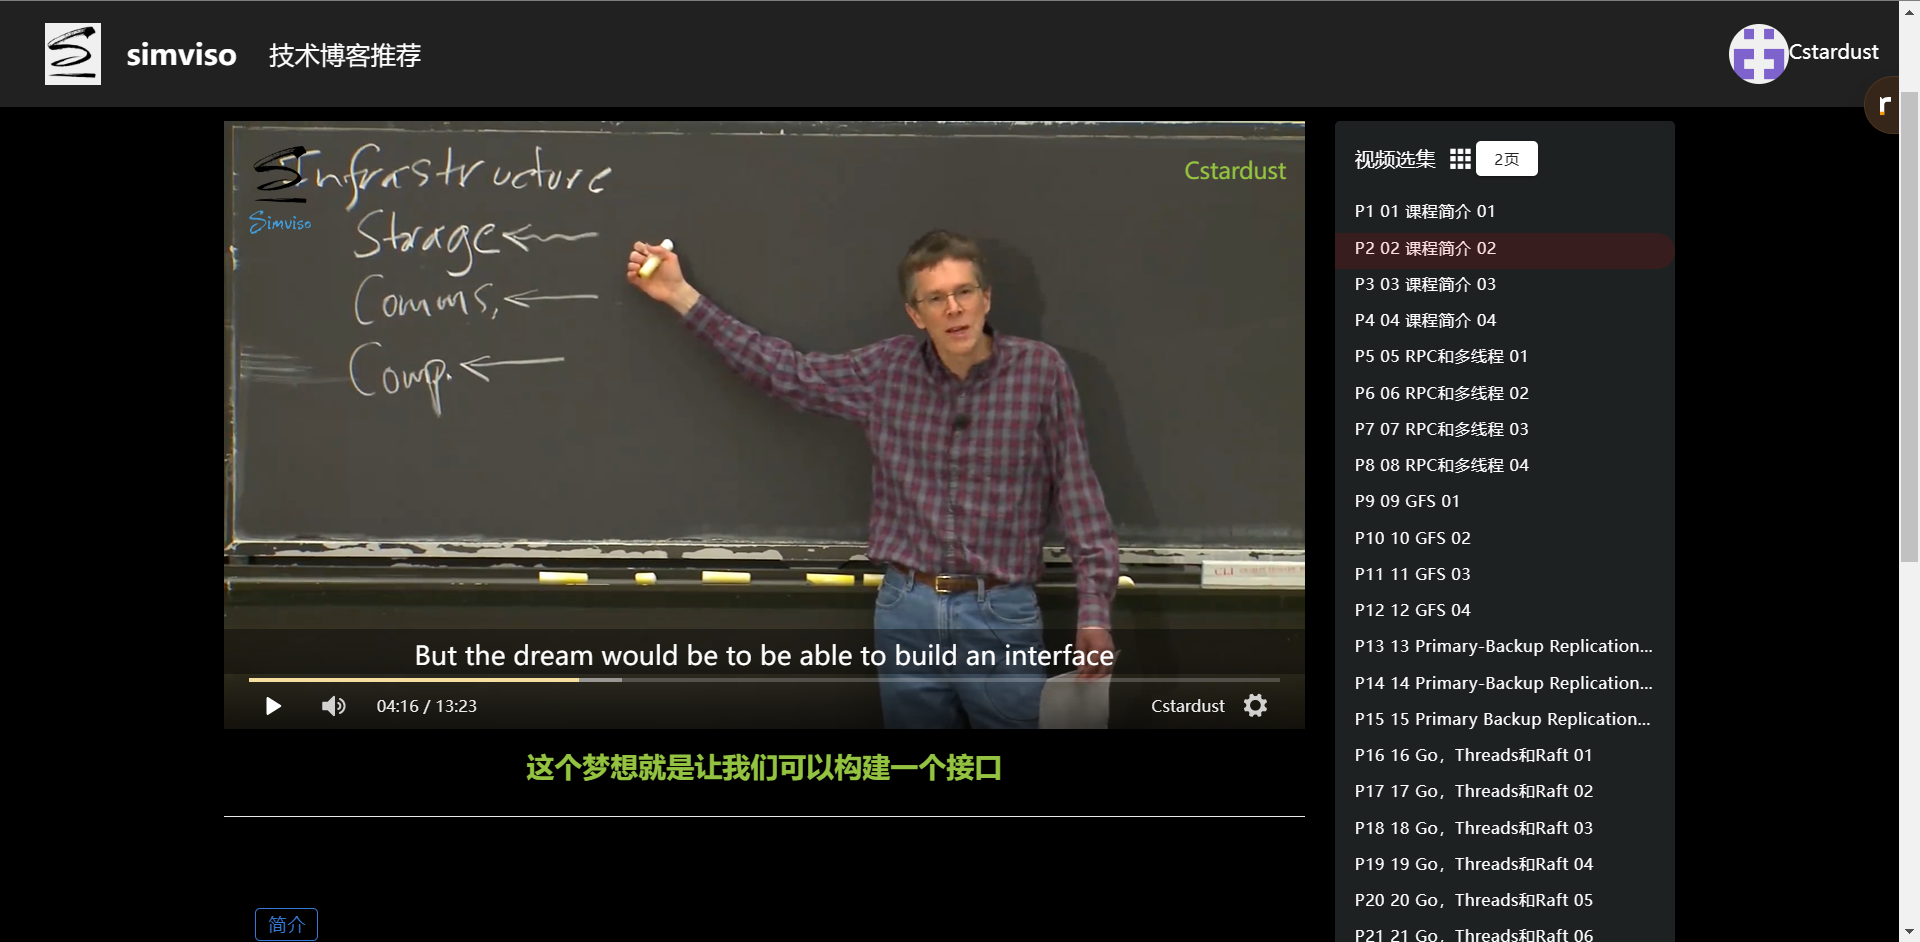 simviso 技术博客推荐
Cstardust
r
Infrastructure
Simviso
Storage
Comms.
Comp.
Cstardust
But the dream would be to be able to build an interface
04:16 / 13:23
Cstardust
这个梦想就是让我们可以构建一个接口
简介
视频选集 2页
P1 01 课程简介 01
P2 02 课程简介 02
P3 03 课程简介 03
P4 04 课程简介 04
P5 05 RPC和多线程 01
P6 06 RPC和多线程 02
P7 07 RPC和多线程 03
P8 08 RPC和多线程 04
P9 09 GFS 01
P10 10 GFS 02
P11 11 GFS 03
P12 12 GFS 04
P13 13 Primary-Backup Replication...
P14 14 Primary-Backup Replication...
P15 15 Primary Backup Replication...
P16 16 Go，Threads和Raft 01
P17 17 Go，Threads和Raft 02
P18 18 Go，Threads和Raft 03
P19 19 Go，Threads和Raft 04
P20 20 Go，Threads和Raft 05
P21 21 Go，Threads和Raft 06